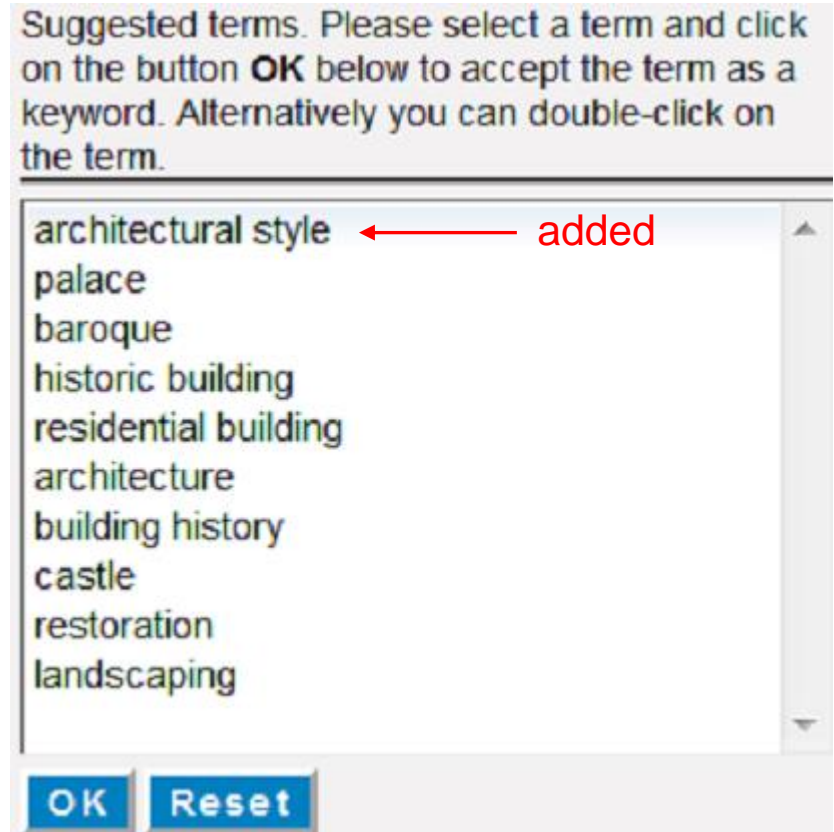 Suggested terms. Please select a term and click
on the button OK below to accept the term as a
keyword. Alternatively you can double-click on
the term.
architectural style added
palace
baroque
historic building
residential building
architecture
building history
castle
restoration
landscaping
OK Reset